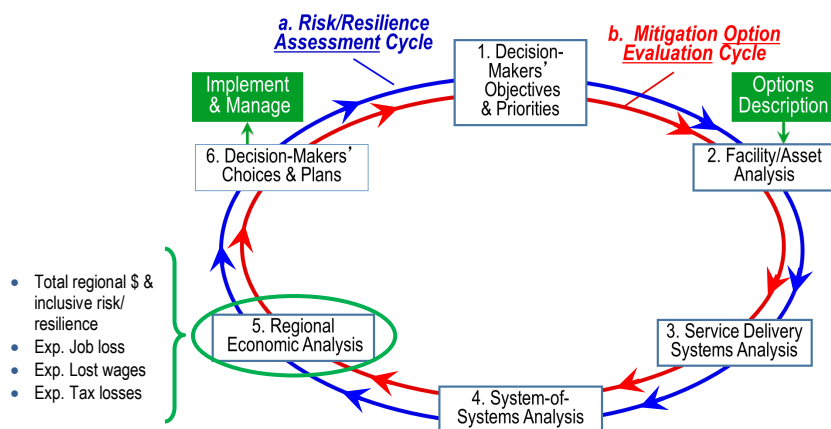 a. Risk/Resilience
Assessment Cycle
b. Mitigation Option
Evaluation Cycle
1. Decision-
Makers’
Objectives
& Priorities
Implement
& Manage
Options
Description
6. Decision-Makers’
Choices & Plans
2. Facility/Asset
Analysis
• Total regional $ &
inclusive risk/
resilience
• Exp. Job loss
• Exp. Lost wages
• Exp. Tax losses
5. Regional
Economic Analysis
3. Service Delivery
Systems Analysis
4. System-of-
Systems Analysis